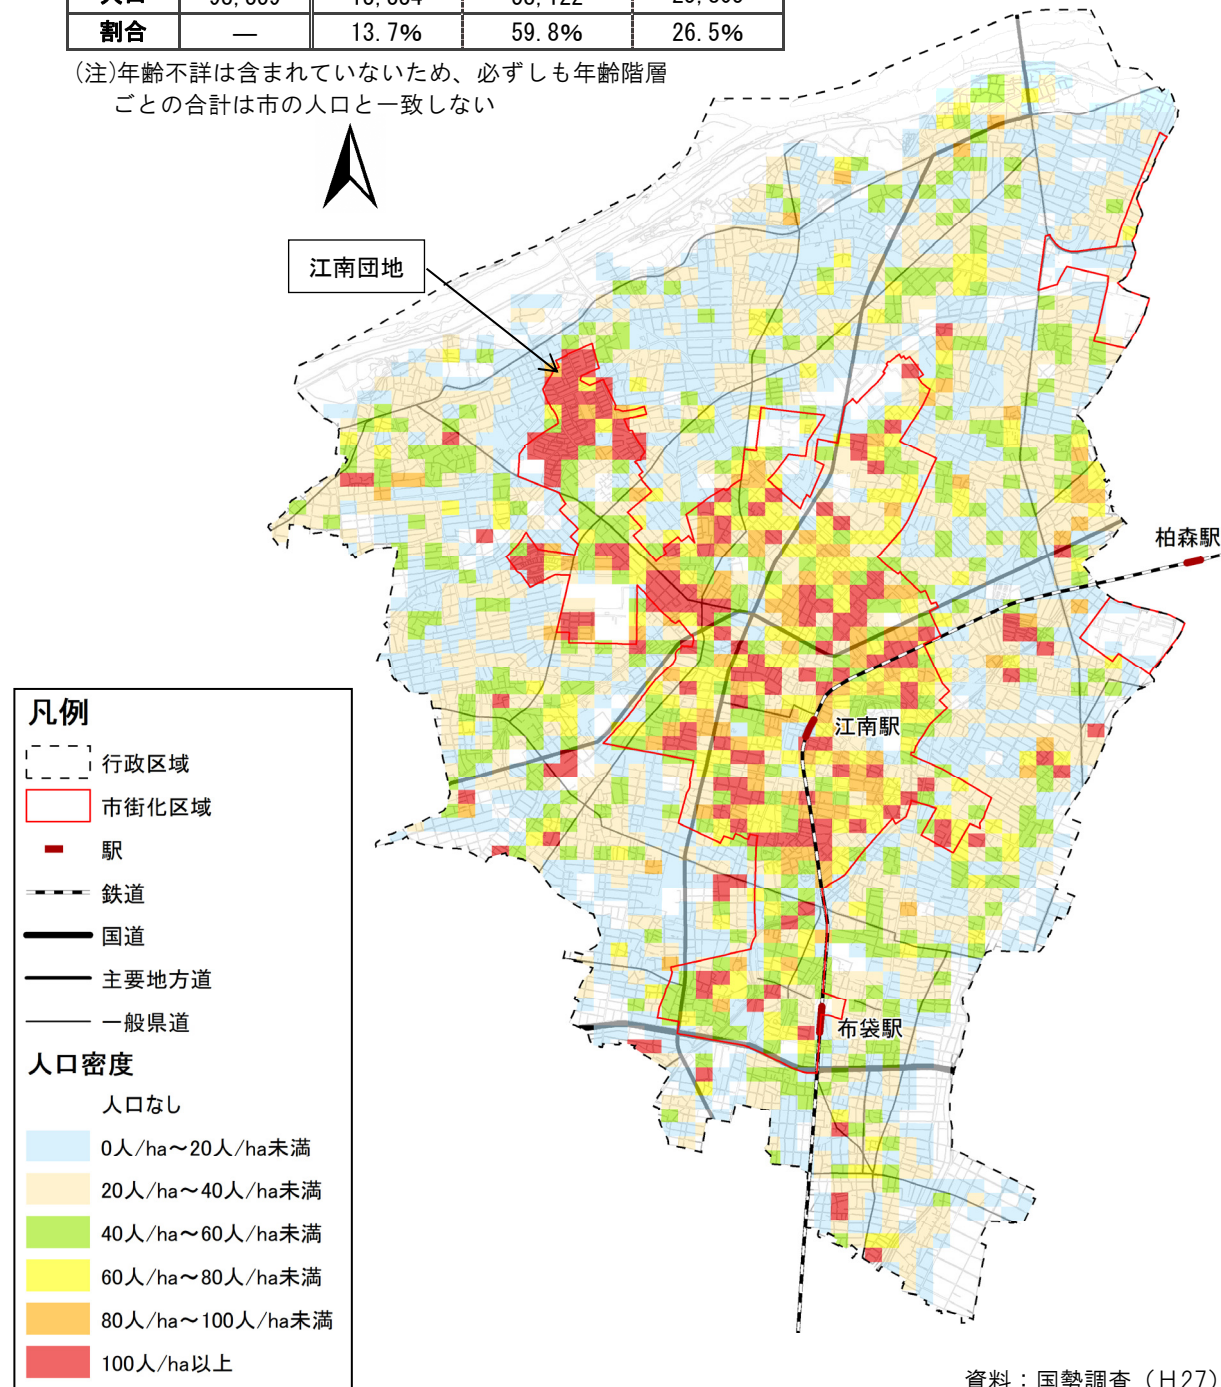 割合 — 13.7% 59.8% 26.5%
(注)年齢不詳は含まれていないため、必ずしも年齢階層
ごとの合計は市の人口と一致しない
江南団地
柏森駅
江南駅
布袋駅
凡例
行政区域
市街化区域
駅
鉄道
国道
主要地方道
一般県道
人口密度
人口なし
0人/ha～20人/ha未満
20人/ha～40人/ha未満
40人/ha～60人/ha未満
60人/ha～80人/ha未満
80人/ha～100人/ha未満
100人/ha以上
資料：国勢調査（H27）